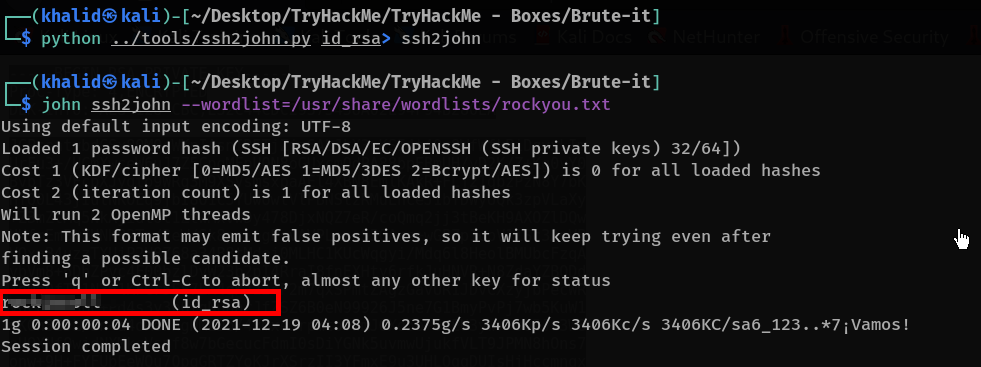 ┌──(khalid㉿kali)-[~/Desktop/TryHackMe/TryHackMe - Boxes/Brute-it]
└─$ python ../tools/ssh2john.py id_rsa> ssh2john
┌──(khalid㉿kali)-[~/Desktop/TryHackMe/TryHackMe - Boxes/Brute-it]
└─$ john ssh2john --wordlist=/usr/share/wordlists/rockyou.txt
Using default input encoding: UTF-8
Loaded 1 password hash (SSH [RSA/DSA/EC/OPENSSH (SSH private keys) 32/64])
Cost 1 (KDF/cipher [0=MD5/AES 1=MD5/3DES 2=Bcrypt/AES]) is 0 for all loaded hashes
Cost 2 (iteration count) is 1 for all loaded hashes
Will run 2 OpenMP threads
Note: This format may emit false positives, so it will keep trying even after
finding a possible candidate.
Press 'q' or Ctrl-C to abort, almost any other key for status
(id_rsa)
1g 0:00:00:04 DONE (2021-12-19 04:08) 0.2375g/s 3406Kp/s 3406Kc/s 3406KC/sa6_123..*7¡Vamos!
Session completed